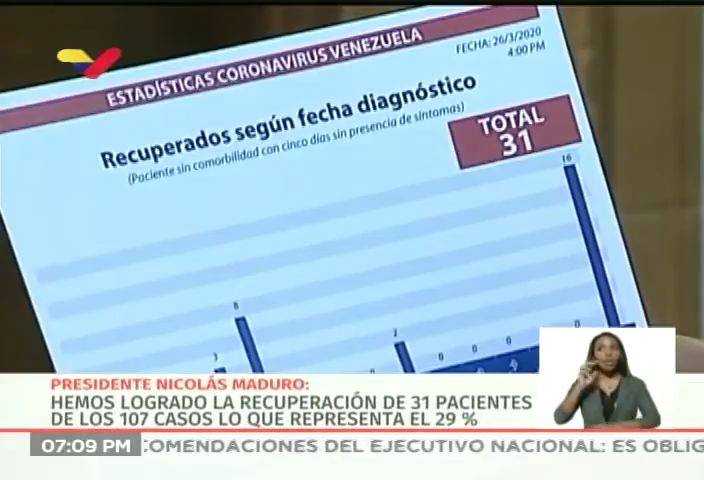 ESTADÍSTICAS CORONAVIRUS VENEZUELA
FECHA: 26/3/2020
4:00 PM
Recuperados según fecha diagnóstico
(Paciente sin comorbilidad con cinco días sin presencia de síntomas)
TOTAL
31
16
2
0
0
0
0
0
PRESIDENTE NICOLÁS MADURO:
HEMOS LOGRADO LA RECUPERACIÓN DE 31 PACIENTES
DE LOS 107 CASOS LO QUE REPRESENTA EL 29 %
07:09 PM
COMENDACIONES DEL EJECUTIVO NACIONAL: ES OBLIG